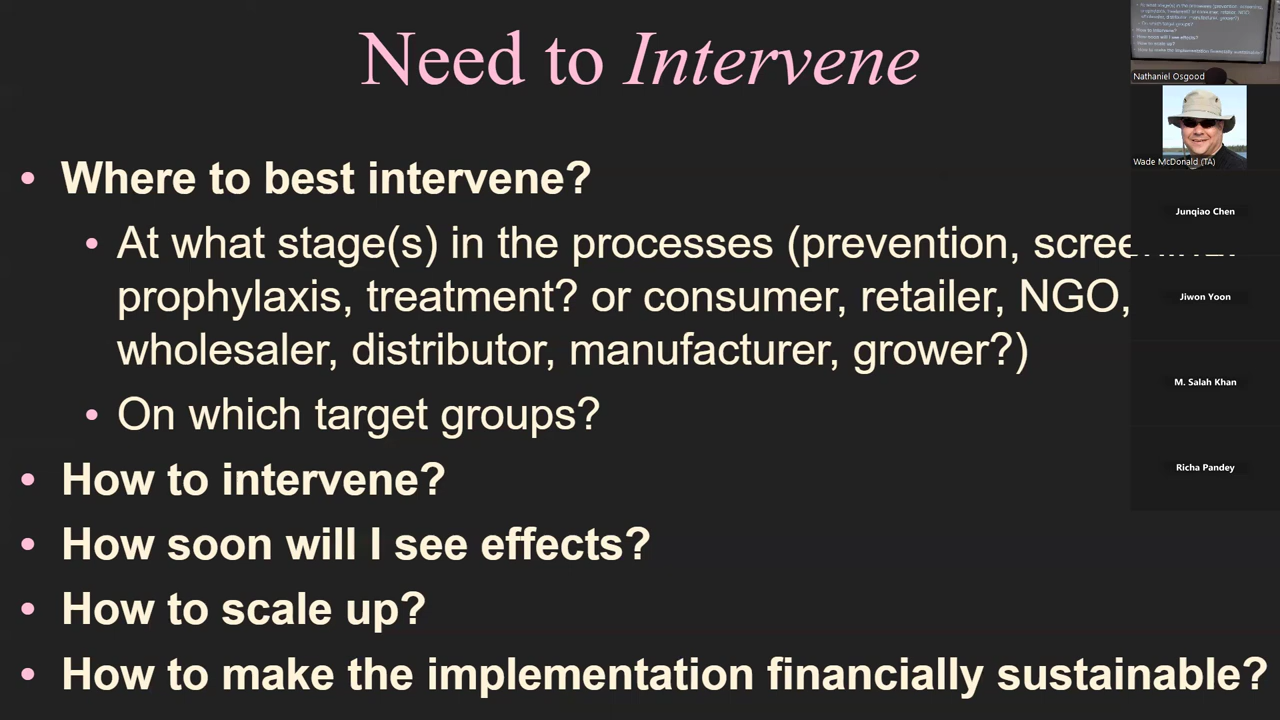 Need to Intervene
• Where to best intervene?
• At what stage(s) in the processes (prevention,
prophylaxis, treatment? or consumer, retailer, NGO,
wholesaler, distributor, manufacturer, grower?)
• On which target groups?
• How to intervene?
• How soon will I see effects?
• How to scale up?
• How to make the implementation financially sustainable?
Nathaniel Osgood
Wade McDonald (TA)
Junqiao Chen
Jiwon Yoon
M. Salah Khan
Richa Pandey